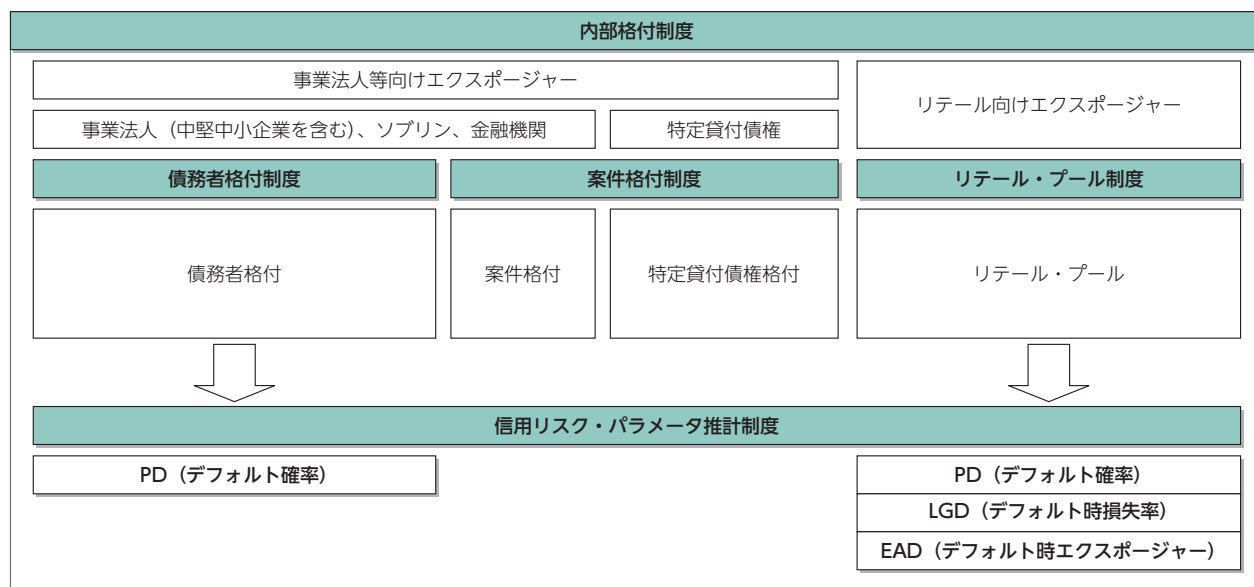 内部格付制度
事業法人等向けエクスポージャー
リテール向けエクスポージャー
事業法人（中堅中小企業を含む）、ソブリン、金融機関
特定貸付債権
債務者格付制度
案件格付制度
リテール・プール制度
債務者格付
案件格付
特定貸付債権格付
リテール・プール
信用リスク・パラメータ推計制度
PD（デフォルト確率）
PD（デフォルト確率）
LGD（デフォルト時損失率）
EAD（デフォルト時エクスポージャー）